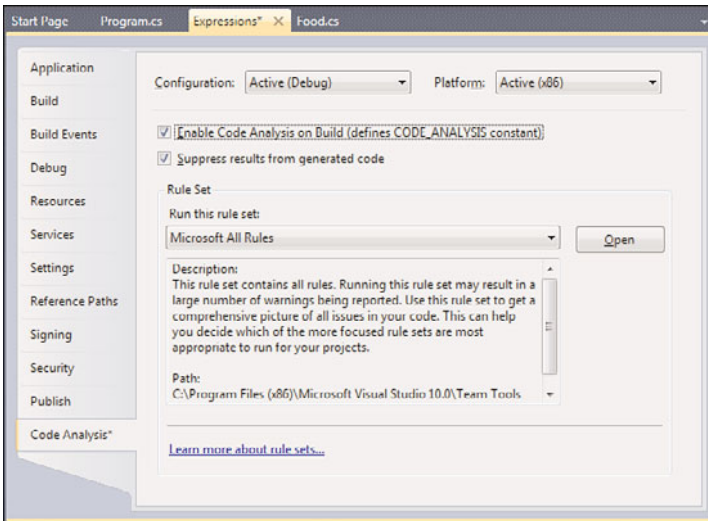 Start Page Program.cs Expressions* Food.cs
Application
Build
Build Events
Debug
Resources
Services
Settings
Reference Paths
Signing
Security
Publish
Code Analysis*
Configuration: Active (Debug) Platform: Active (x86)
Enable Code Analysis on Build (defines CODE_ANALYSIS constant)
Suppress results from generated code
Rule Set
Run this rule set:
Microsoft All Rules Open
Description:
This rule set contains all rules. Running this rule set may result in a
large number of warnings being reported. Use this rule set to get a
comprehensive picture of all issues in your code. This can help
you decide which of the more focused rule sets are most
appropriate to run for your projects.
Path:
C:\Program Files (x86)\Microsoft Visual Studio 10.0\Team Tools
Learn more about rule sets...